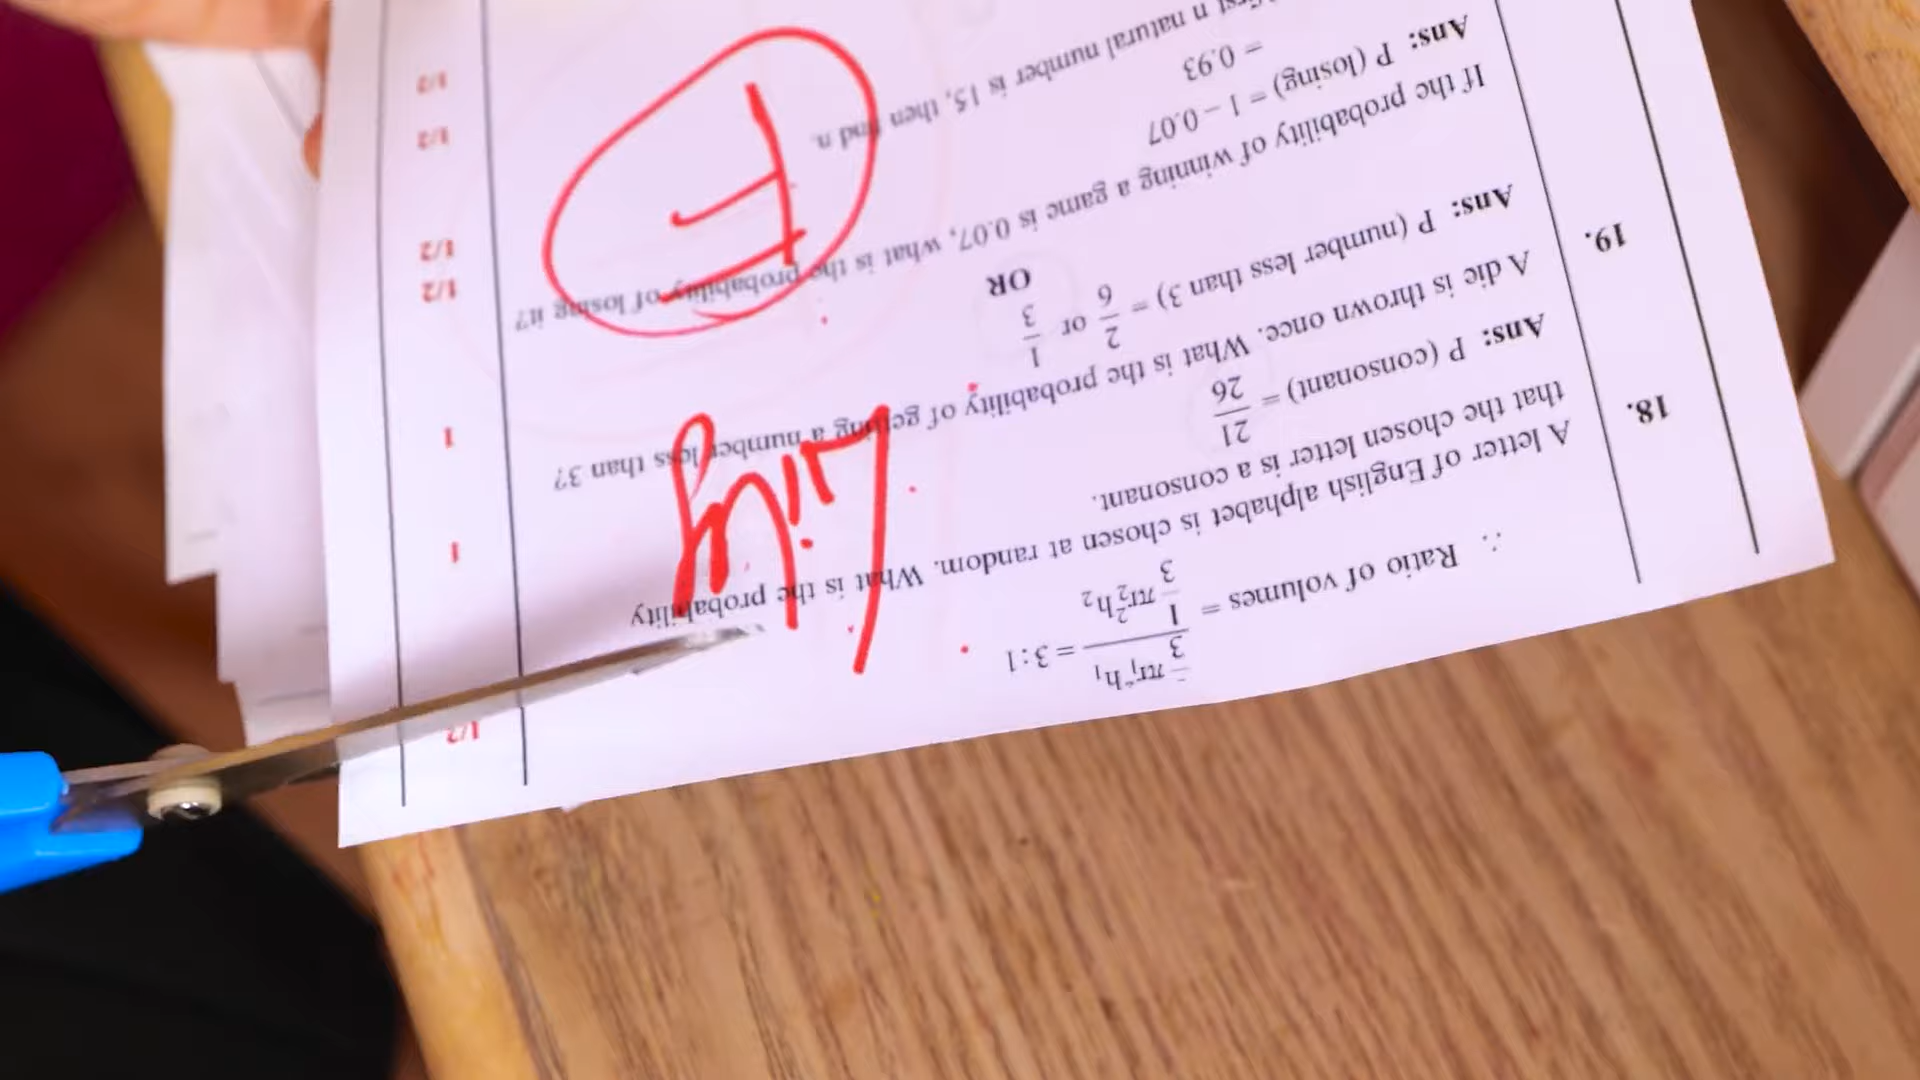 1/2
∴ Ratio of volumes = 1/3 πr₁²h₁ / 1/3 πr₂²h₂ = 3 : 1
18. A letter of English alphabet is chosen at random. What is the probability
that the chosen letter is a consonant.
Ans: P (consonant) = 21/26 1
19. A die is thrown once. What is the probability of getting a number less than 3?
Ans: P (number less than 3) = 2/6 or 1/3 1
OR
If the probability of winning a game is 0.07, what is the probability of losing it?
Ans: P (losing) = 1 – 0.07 1/2
= 0.93 1/2
first n natural number is 15, then find n.
1/2
1/2
Lily
F